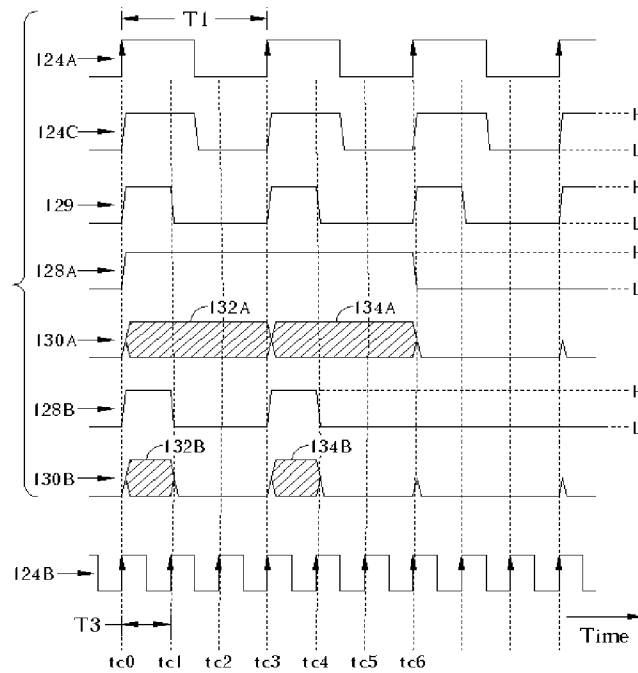 T1
124A
124C
H
L
129
H
L
128A
H
L
132A
134A
130A
128B
H
L
132B
134B
130B
124B
T3
Time
tc0 tc1 tc2 tc3 tc4 tc5 tc6